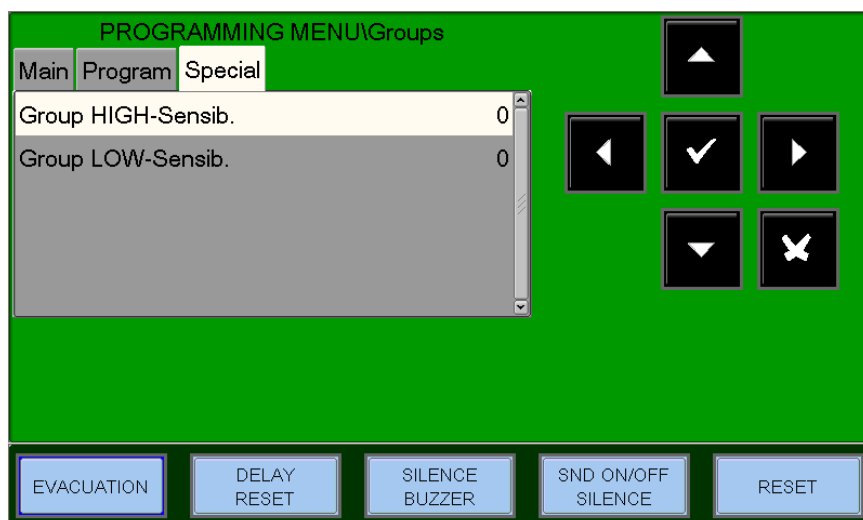 PROGRAMMING MENU\Groups
Main Program Special
Group HIGH-Sensib. 0
Group LOW-Sensib. 0
EVACUATION
DELAY
RESET
SILENCE
BUZZER
SND ON/OFF
SILENCE
RESET